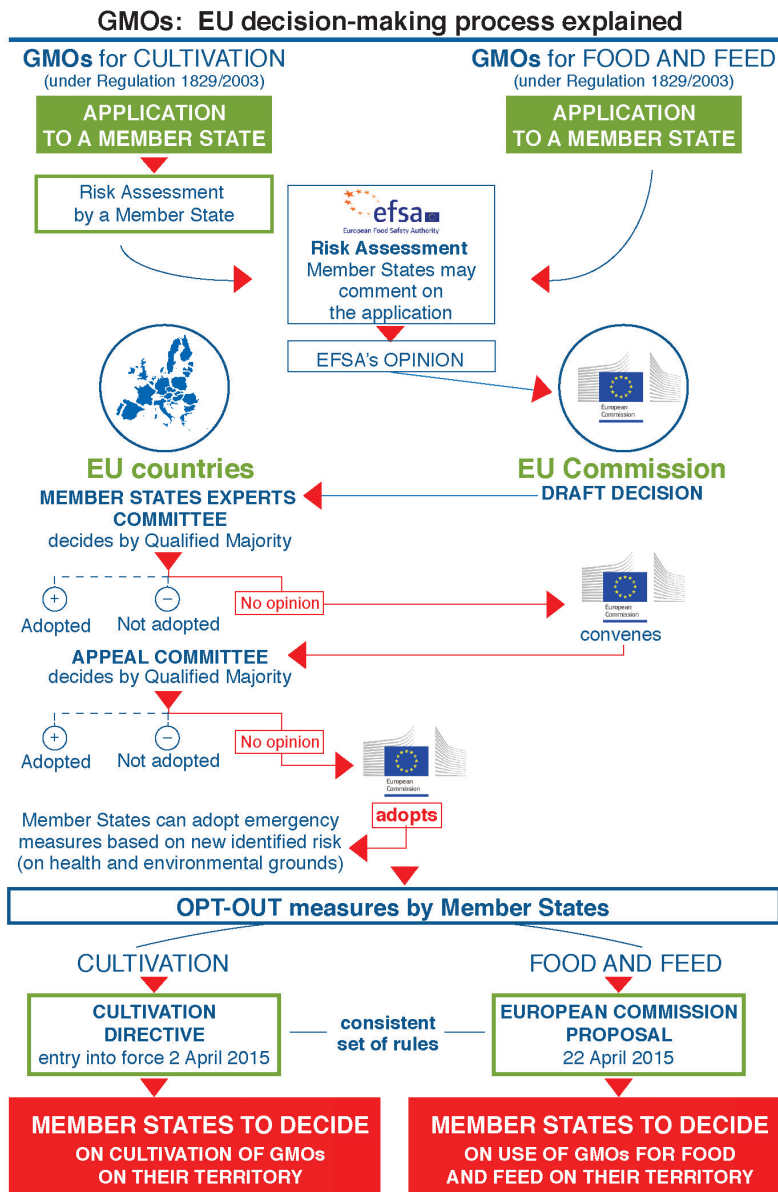 GMOs: EU decision-making process explained
GMOs for CULTIVATION
(under Regulation 1829/2003)
APPLICATION
TO A MEMBER STATE
Risk Assessment
by a Member State
GMOs for FOOD AND FEED
(under Regulation 1829/2003)
APPLICATION
TO A MEMBER STATE
efsa
European Food Safety Authority
Risk Assessment
Member States may
comment on
the application
EFSA's OPINION
European
Commission
EU countries
EU Commission
DRAFT DECISION
MEMBER STATES EXPERTS
COMMITTEE
decides by Qualified Majority
+
Adopted
−
Not adopted
No opinion
European
Commission
convenes
APPEAL COMMITTEE
decides by Qualified Majority
+
Adopted
−
Not adopted
No opinion
European
Commission
adopts
Member States can adopt emergency
measures based on new identified risk
(on health and environmental grounds)
OPT-OUT measures by Member States
CULTIVATION
FOOD AND FEED
CULTIVATION
DIRECTIVE
entry into force 2 April 2015
consistent
set of rules
EUROPEAN COMMISSION
PROPOSAL
22 April 2015
MEMBER STATES TO DECIDE
ON CULTIVATION OF GMOs
ON THEIR TERRITORY
MEMBER STATES TO DECIDE
ON USE OF GMOs FOR FOOD
AND FEED ON THEIR TERRITORY